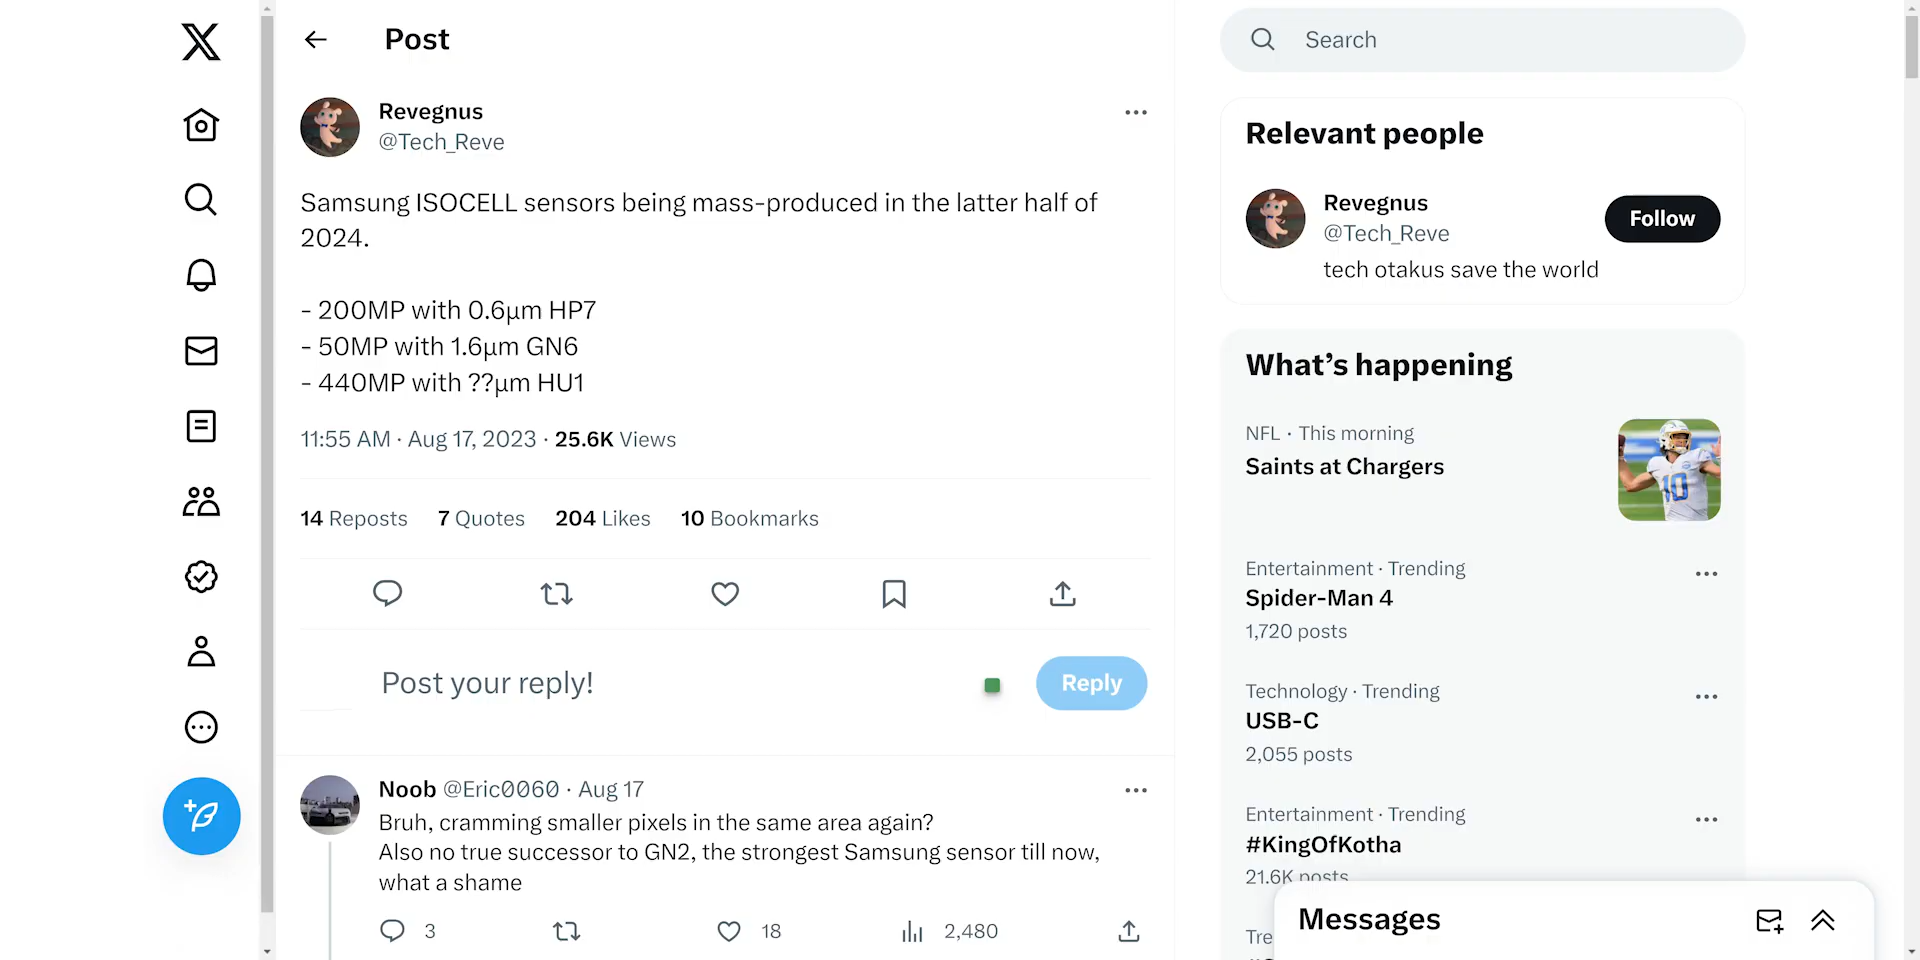 Post
Revegnus
@Tech_Reve
Samsung ISOCELL sensors being mass-produced in the latter half of
2024.
- 200MP with 0.6µm HP7
- 50MP with 1.6µm GN6
- 440MP with ??µm HU1
11:55 AM · Aug 17, 2023 · 25.6K Views
14 Reposts 7 Quotes 204 Likes 10 Bookmarks
Post your reply!
Reply
Noob @Eric0060 · Aug 17
Bruh, cramming smaller pixels in the same area again?
Also no true successor to GN2, the strongest Samsung sensor till now,
what a shame
3 18 2,480
Search
Relevant people
Revegnus
@Tech_Reve
Follow
tech otakus save the world
What's happening
NFL · This morning
Saints at Chargers
10
Entertainment · Trending
Spider-Man 4
1,720 posts
Technology · Trending
USB-C
2,055 posts
Entertainment · Trending
#KingOfKotha
21.6K posts
Tre
Messages